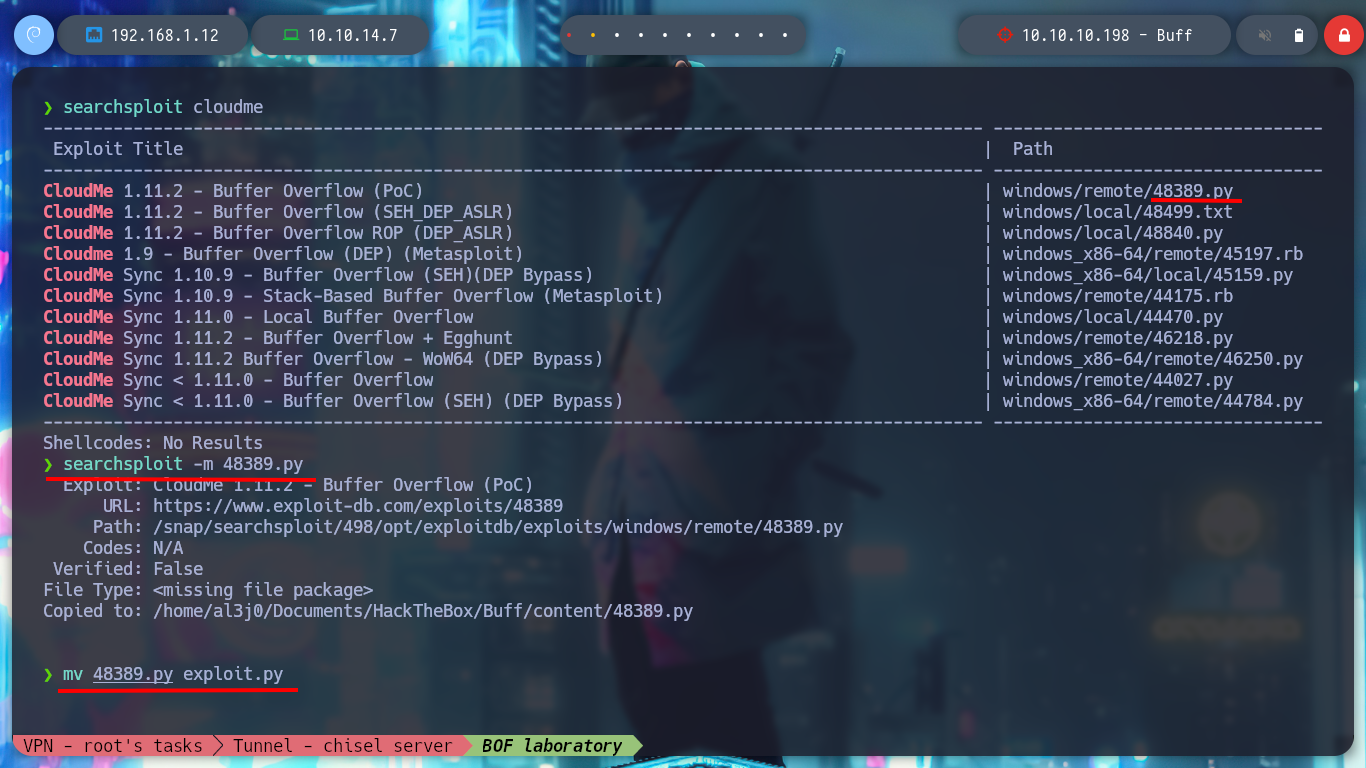 192.168.1.12 10.10.14.7 10.10.10.198 - Buff
❯ searchsploit cloudme
---------------------------------------------------------------------------------------------- ---------------------------------
Exploit Title | Path
---------------------------------------------------------------------------------------------- ---------------------------------
CloudMe 1.11.2 - Buffer Overflow (PoC) | windows/remote/48389.py
CloudMe 1.11.2 - Buffer Overflow (SEH_DEP_ASLR) | windows/local/48499.txt
CloudMe 1.11.2 - Buffer Overflow ROP (DEP_ASLR) | windows/local/48840.py
Cloudme 1.9 - Buffer Overflow (DEP) (Metasploit) | windows_x86-64/remote/45197.rb
CloudMe Sync 1.10.9 - Buffer Overflow (SEH)(DEP Bypass) | windows_x86-64/local/45159.py
CloudMe Sync 1.10.9 - Stack-Based Buffer Overflow (Metasploit) | windows/remote/44175.rb
CloudMe Sync 1.11.0 - Local Buffer Overflow | windows/local/44470.py
CloudMe Sync 1.11.2 - Buffer Overflow + Egghunt | windows/remote/46218.py
CloudMe Sync 1.11.2 Buffer Overflow - WoW64 (DEP Bypass) | windows_x86-64/remote/46250.py
CloudMe Sync < 1.11.0 - Buffer Overflow | windows/remote/44027.py
CloudMe Sync < 1.11.0 - Buffer Overflow (SEH) (DEP Bypass) | windows_x86-64/remote/44784.py
---------------------------------------------------------------------------------------------- ---------------------------------
Shellcodes: No Results
❯ searchsploit -m 48389.py
Exploit: CloudMe 1.11.2 - Buffer Overflow (PoC)
URL: https://www.exploit-db.com/exploits/48389
Path: /snap/searchsploit/498/opt/exploitdb/exploits/windows/remote/48389.py
Codes: N/A
Verified: False
File Type: <missing file package>
Copied to: /home/al3j0/Documents/HackTheBox/Buff/content/48389.py
❯ mv 48389.py exploit.py
VPN - root's tasks Tunnel - chisel server BOF laboratory